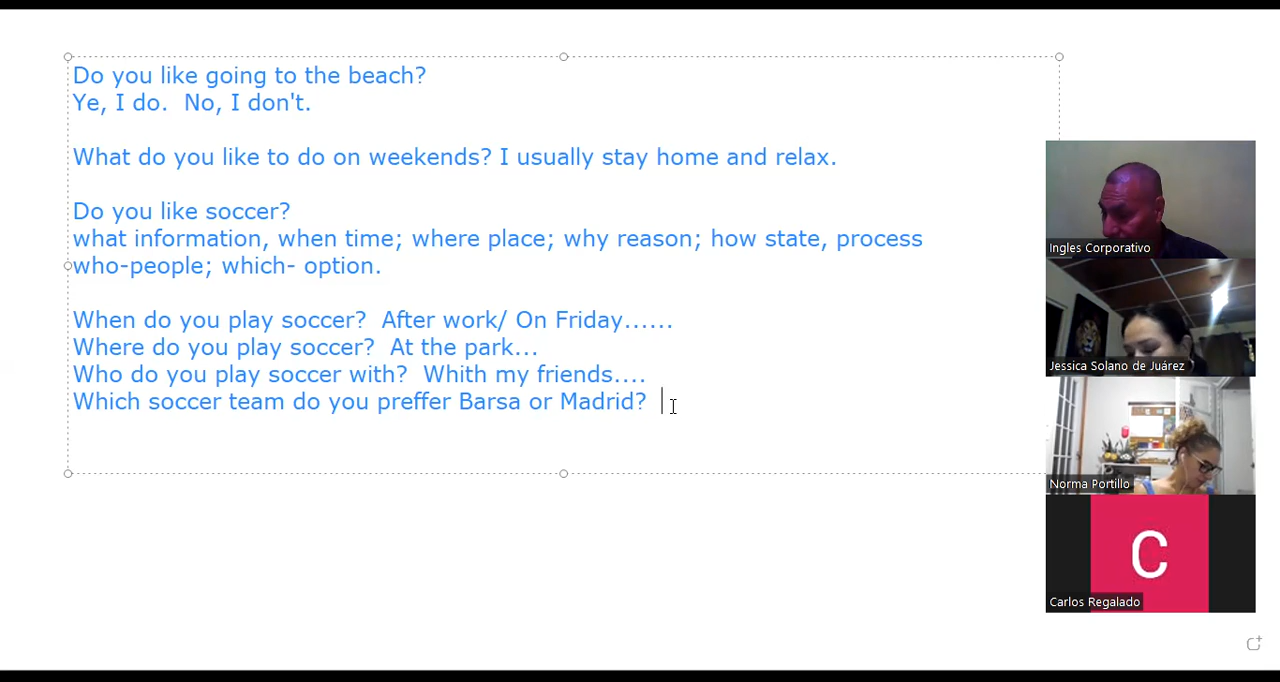 Do you like going to the beach?
Ye, I do.  No, I don't.
What do you like to do on weekends? I usually stay home and relax.
Do you like soccer?
what information, when time; where place; why reason; how state, process
who-people; which- option.
When do you play soccer?  After work/ On Friday......
Where do you play soccer?  At the park...
Who do you play soccer with?  Whith my friends....
Which soccer team do you preffer Barsa or Madrid?
Ingles Corporativo
Jessica Solano de Juárez
Norma Portillo
C
Carlos Regalado